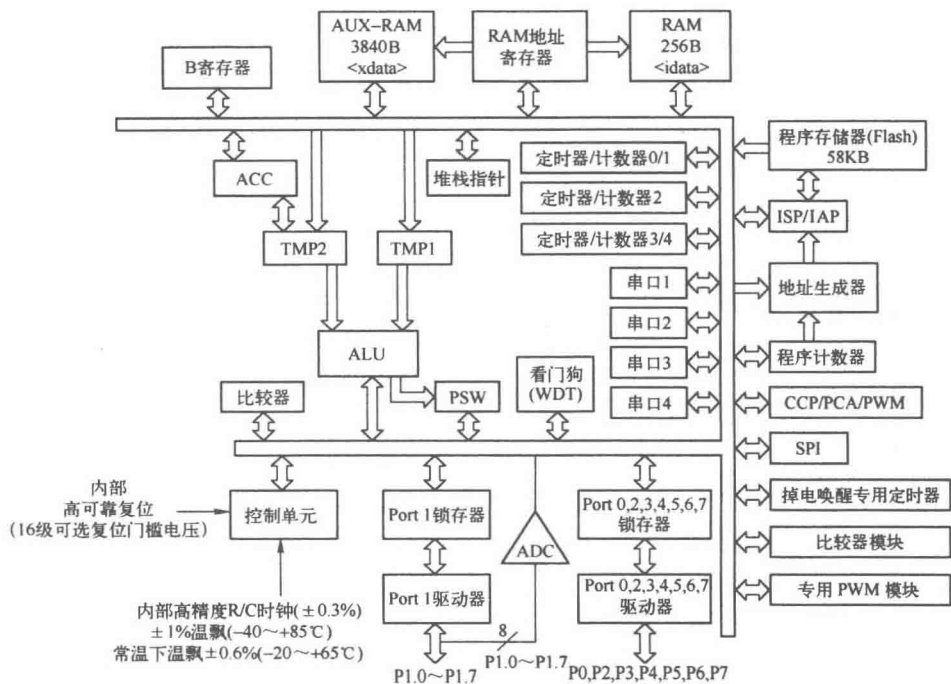 AUX-RAM
3840B
<xdata>
RAM地址
寄存器
RAM
256B
<idata>
B寄存器
ACC
堆栈指针
定时器/计数器0/1
定时器/计数器2
定时器/计数器3/4
程序存储器(Flash)
58KB
ISP/IAP
TMP2
TMP1
串口1
地址生成器
串口2
ALU
串口3
程序计数器
比较器
PSW
看门狗
(WDT)
串口4
CCP/PCA/PWM
SPI
内部
高可靠复位
(16级可选复位门槛电压)
控制单元
Port 1锁存器
ADC
Port 0,2,3,4,5,6,7
锁存器
掉电唤醒专用定时器
比较器模块
Port 1驱动器
Port 0,2,3,4,5,6,7
驱动器
专用 PWM 模块
内部高精度R/C时钟(±0.3%)
±1%温飘(-40～+85℃)
常温下温飘±0.6%(-20～+65℃)
8
P1.0～P1.7
P1.0～P1.7
P0,P2,P3,P4,P5,P6,P7